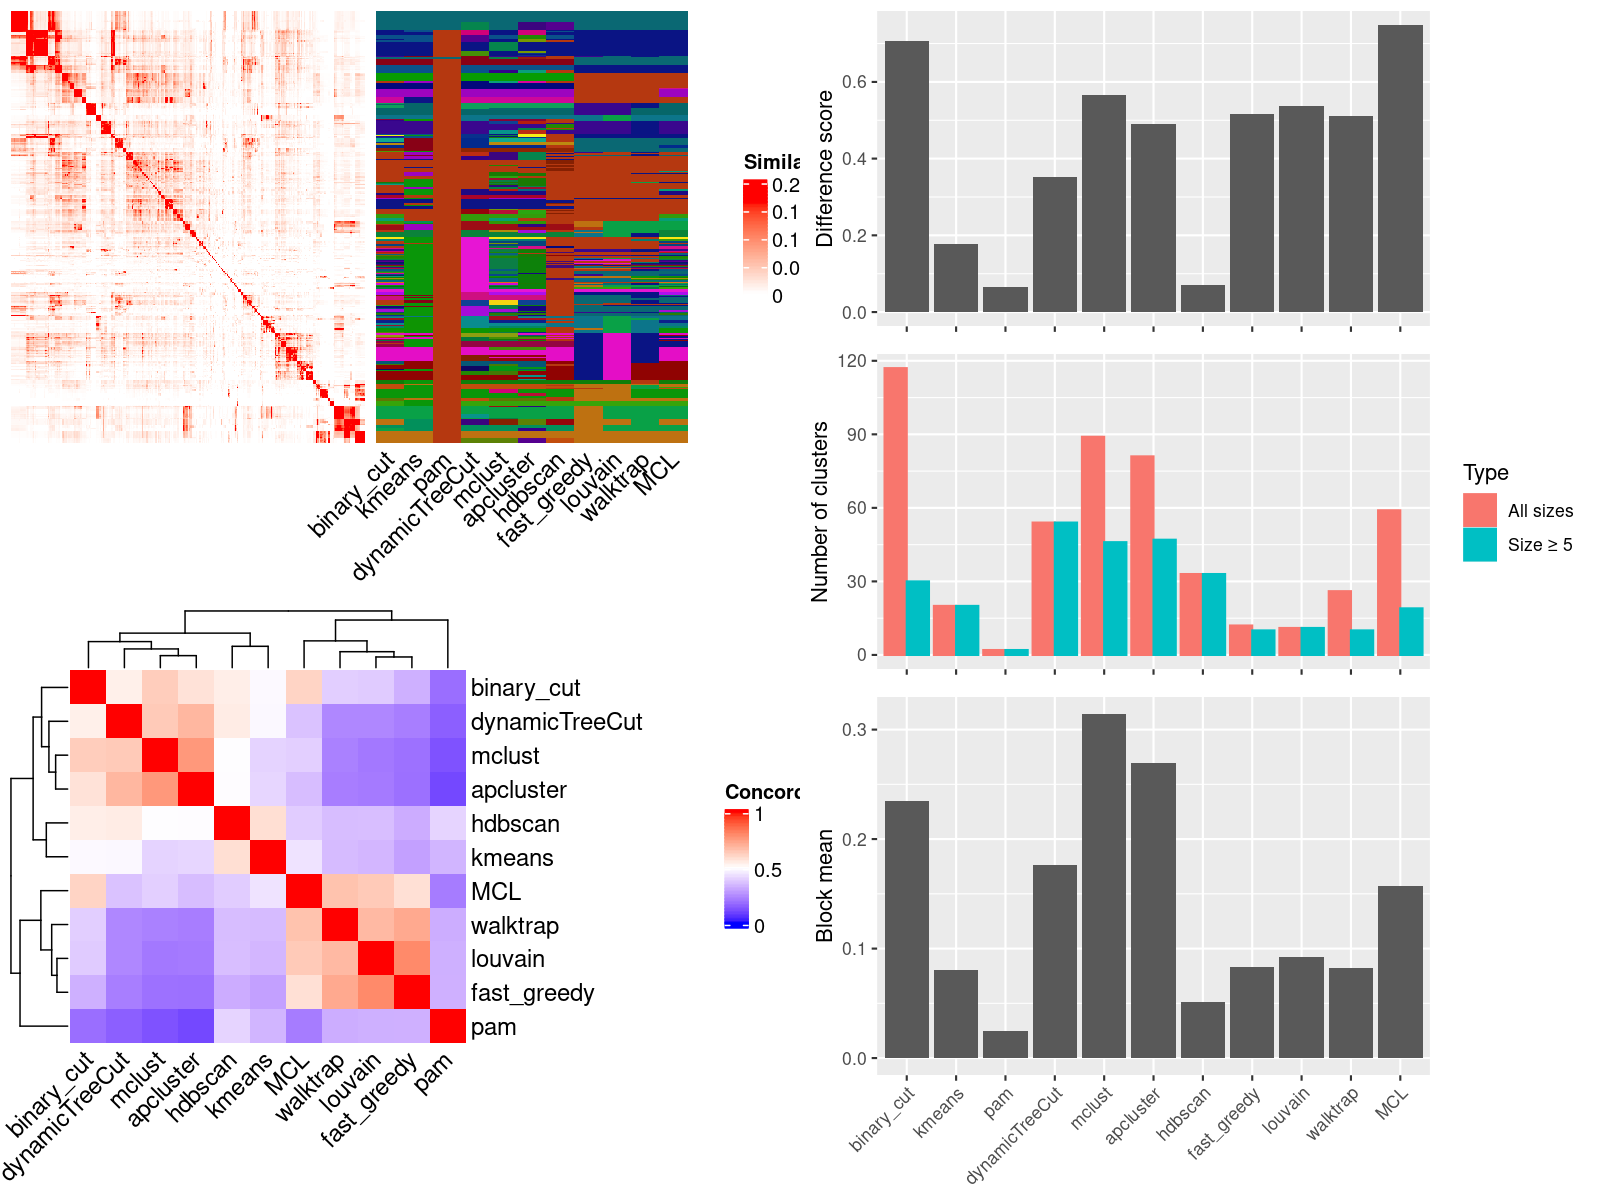 Simila
0.2
0.1
0.1
0.0
0
binary_cut
kmeans
pam
dynamicTreeCut
mclust
apcluster
hdbscan
fast_greedy
louvain
walktrap
MCL
binary_cut
dynamicTreeCut
mclust
apcluster
hdbscan
kmeans
MCL
walktrap
louvain
fast_greedy
pam
binary_cut
dynamicTreeCut
mclust
apcluster
hdbscan
kmeans
MCL
walktrap
louvain
fast_greedy
pam
Concord
1
0.5
0
Difference score
0.6
0.4
0.2
0.0
Number of clusters
120
90
60
30
0
Type
All sizes
Size ≥ 5
Block mean
0.3
0.2
0.1
0.0
binary_cut
kmeans
pam
dynamicTreeCut
mclust
apcluster
hdbscan
fast_greedy
louvain
walktrap
MCL